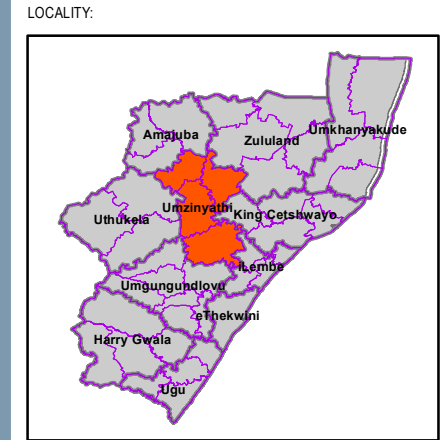 LOCALITY:
Amajuba
Zululand
Umkhanyakude
Umzinyathi
King Cetshwayo
Uthukela
iLembe
Umgungundlovu
eThekwini
Harry Gwala
Ugu